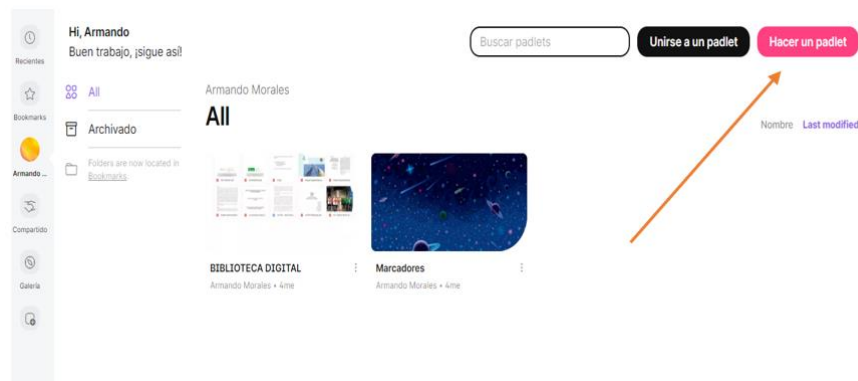 Recientes
Bookmarks
Armando ...
Compartido
Galería
Hi, Armando
Buen trabajo, ¡sigue así!
All
Archivado
Folders are now located in
Bookmarks.
Buscar padlets
Unirse a un padlet
Hacer un padlet
Armando Morales
All
Nombre Last modified
BIBLIOTECA DIGITAL
Armando Morales • 4me
Marcadores
Armando Morales • 4me